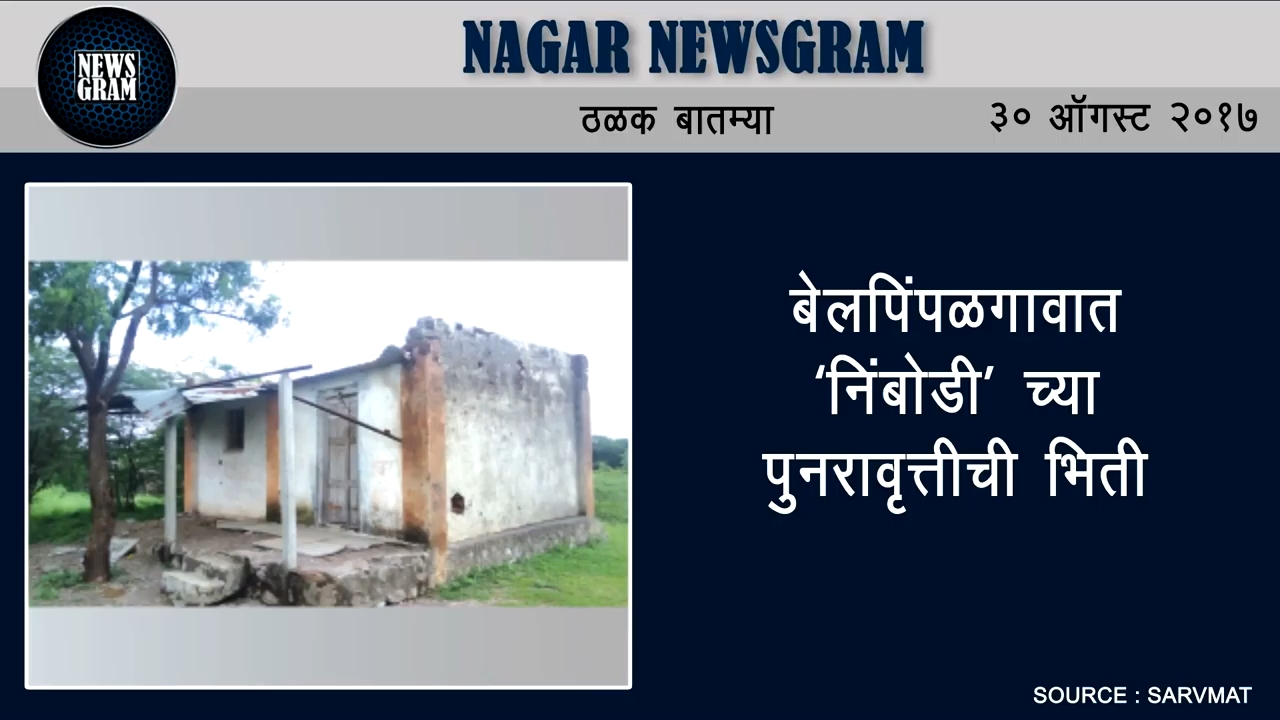 NEWS
GRAM
NAGAR NEWSGRAM
ठळक बातम्या
३० ऑगस्ट २०१७
बेलपिंपळगावात
‘निंबोडी’ च्या
पुनरावृत्तीची भिती
SOURCE : SARVMAT